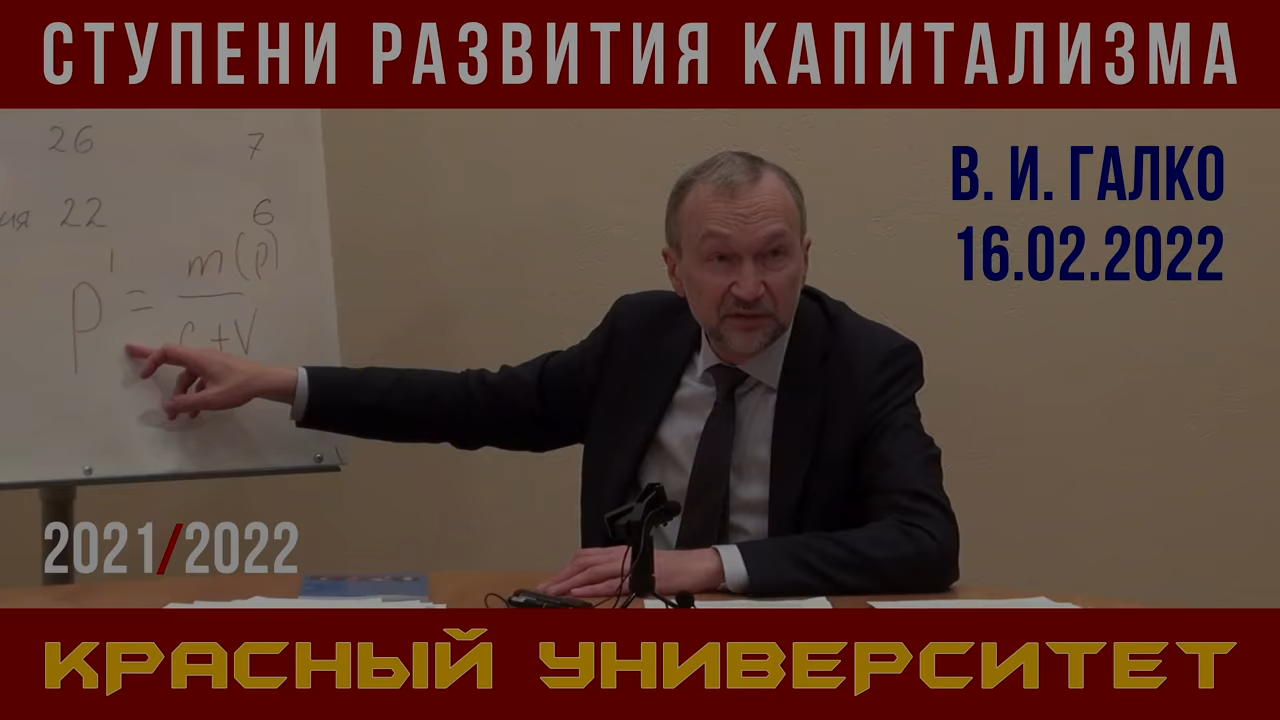 СТУПЕНИ РАЗВИТИЯ КАПИТАЛИЗМА
26 7
В. И. ГАЛКО
ия 22 6
16.02.2022
p' = m(p) / c+v
2021/2022
КРАСНЫЙ УНИВЕРСИТЕТ